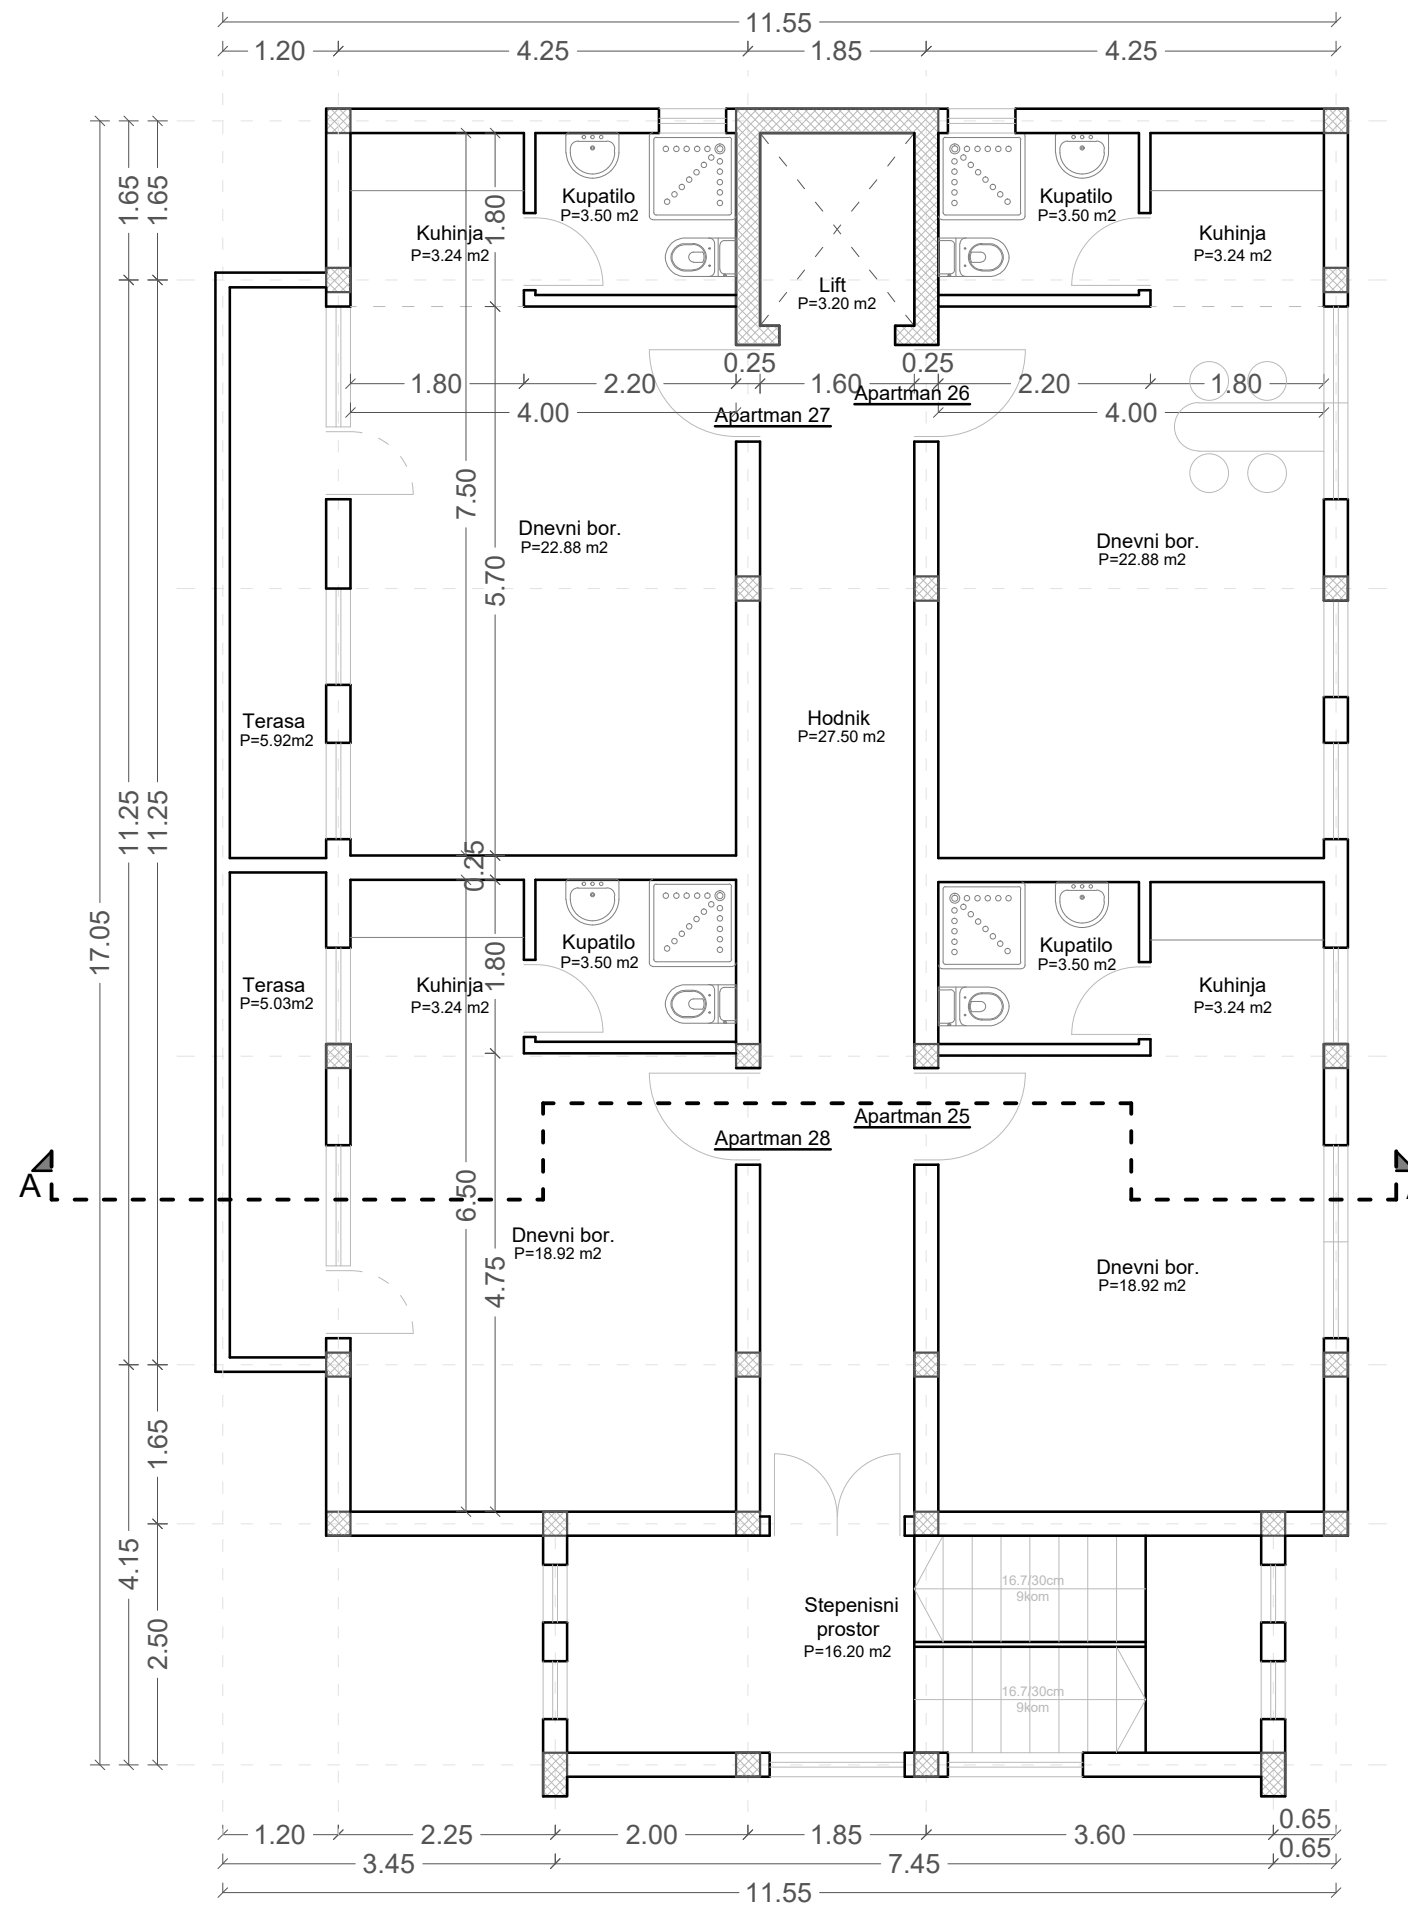 11.55
1.20 4.25 1.85 4.25
1.65 1.65
Kupatilo
P=3.50 m2
Kupatilo
P=3.50 m2
1.80
Kuhinja
P=3.24 m2
Kuhinja
P=3.24 m2
Lift
P=3.20 m2
0.25 0.25
1.80 2.20 1.60 2.20 1.80
4.00 4.00
Apartman 26
Apartman 27
7.50
5.70
Dnevni bor.
P=22.88 m2
Dnevni bor.
P=22.88 m2
Terasa
P=5.92m2
Hodnik
P=27.50 m2
11.25 11.25
0.25
17.05
Kupatilo
P=3.50 m2
Kupatilo
P=3.50 m2
1.80
Terasa
P=5.03m2
Kuhinja
P=3.24 m2
Kuhinja
P=3.24 m2
Apartman 25
Apartman 28
A
6.50
4.75
Dnevni bor.
P=18.92 m2
Dnevni bor.
P=18.92 m2
1.65
4.15
2.50
16.7/30cm
9kom
Stepenisni
prostor
P=16.20 m2
16.7/30cm
9kom
1.20 2.25 2.00 1.85 3.60 0.65
3.45 7.45 0.65
11.55